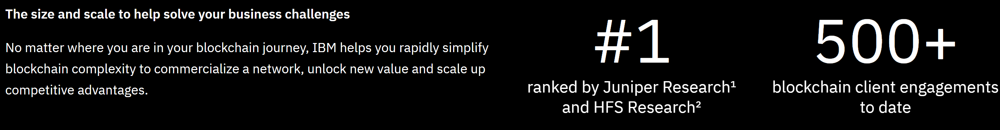 The size and scale to help solve your business challenges
No matter where you are in your blockchain journey, IBM helps you rapidly simplify
blockchain complexity to commercialize a network, unlock new value and scale up
competitive advantages.
#1
ranked by Juniper Research¹
and HFS Research²
500+
blockchain client engagements
to date